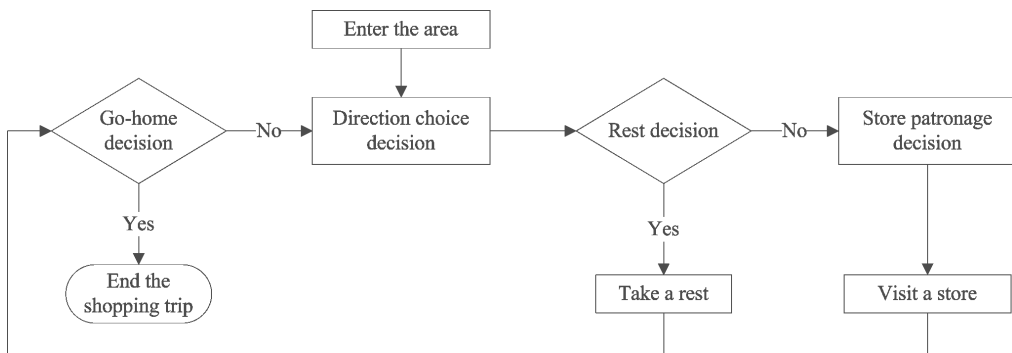 Enter the area
Go-home
decision
No
Direction choice
decision
Rest decision
No
Store patronage
decision
Yes
Yes
End the
shopping trip
Take a rest
Visit a store